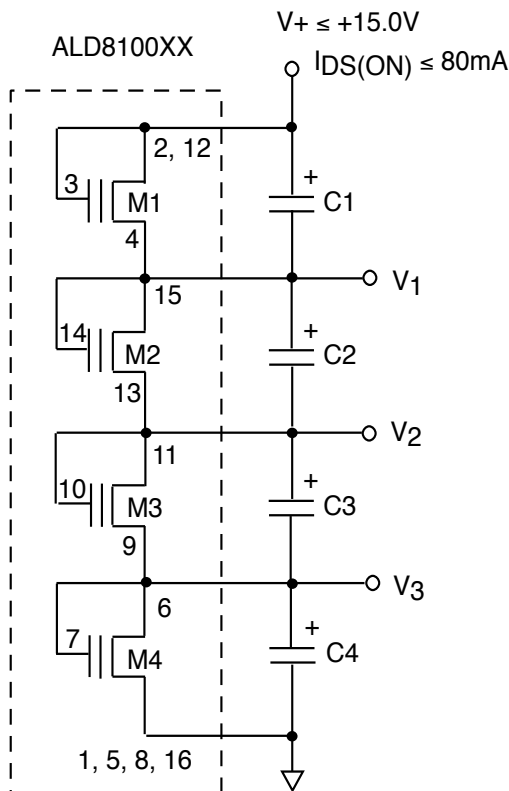 V+ ≤ +15.0V
ALD8100XX
IDS(ON) ≤ 80mA
2, 12
3
M1
+
C1
4
15
V1
14
M2
+
C2
13
11
V2
10
M3
+
C3
9
6
V3
7
M4
+
C4
1, 5, 8, 16